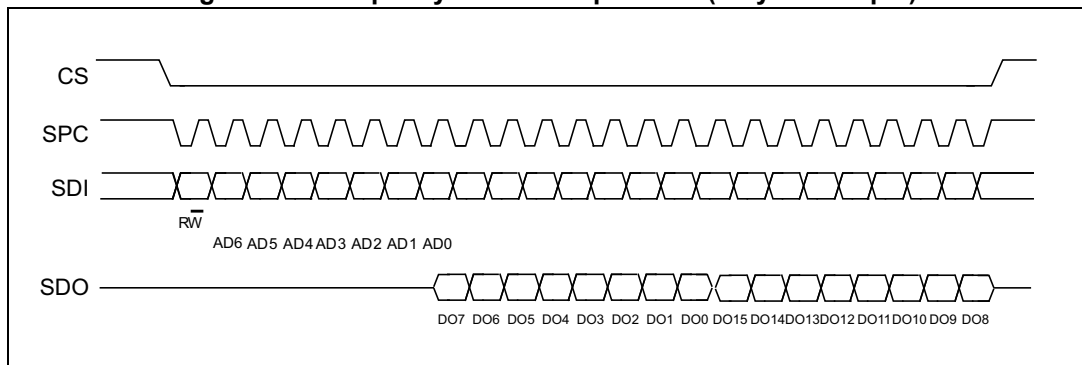 CS
SPC
SDI
RW
AD6 AD5 AD4 AD3 AD2 AD1 AD0
SDO
DO7 DO6 DO5 DO4 DO3 DO2 DO1 DO0 DO15 DO14 DO13 DO12 DO11 DO10 DO9 DO8